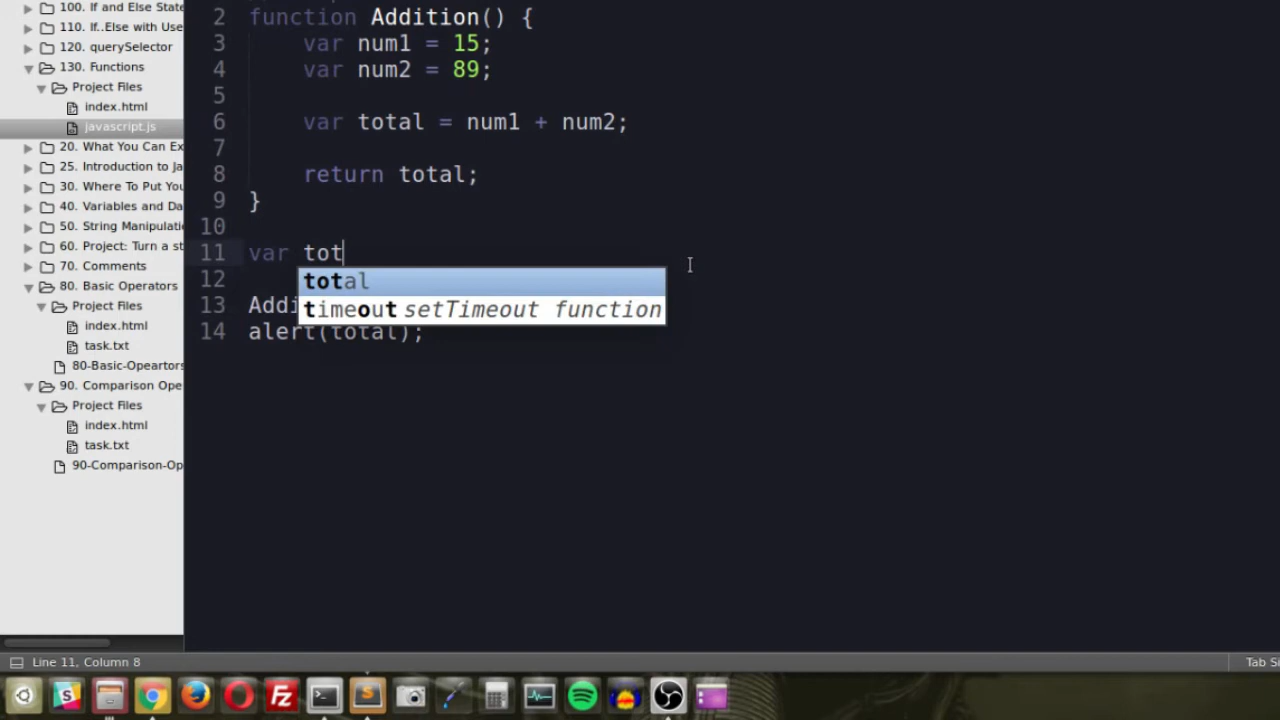 100. If and Else State
110. If..Else with Use
120. querySelector
130. Functions
Project Files
index.html
javascript.js
20. What You Can Ex
25. Introduction to Ja
30. Where To Put You
40. Variables and Da
50. String Manipulati
60. Project: Turn a st
70. Comments
80. Basic Operators
Project Files
index.html
task.txt
80-Basic-Opeartors
90. Comparison Ope
Project Files
index.html
task.txt
90-Comparison-Op
2 function Addition() {
3 var num1 = 15;
4 var num2 = 89;
5
6 var total = num1 + num2;
7
8 return total;
9 }
10
11 var tot
12 total
timeout setTimeout function
13 Addi
14 alert(total);
Line 11, Column 8
Tab Si